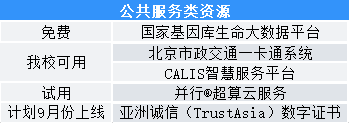 公共服务类资源
免费 国家基因库生命大数据平台
我校可用 北京市政交通一卡通系统
CALIS智慧服务平台
试用 并行®超算云服务
计划9月份上线 亚洲诚信（TrustAsia）数字证书